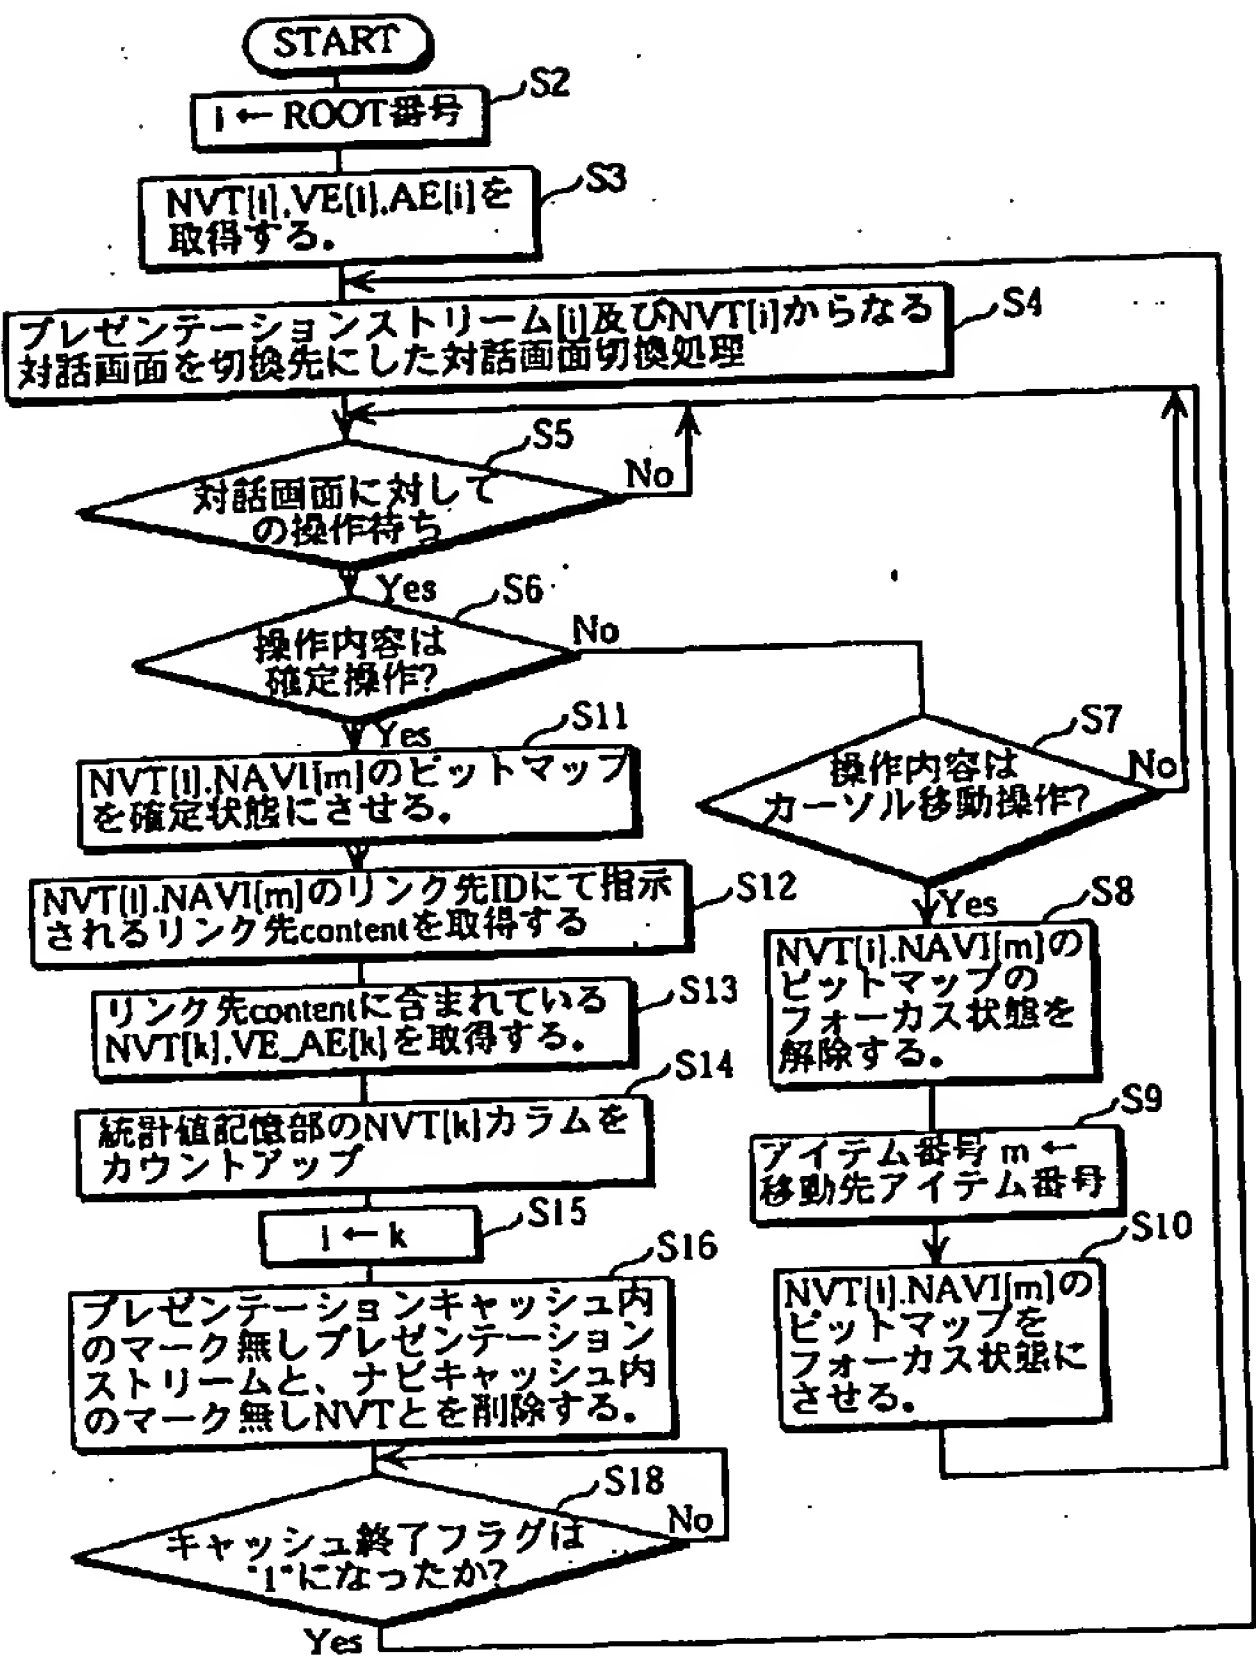 START
S2
i ← ROOT番号
S3
NVT[i],VE[i],AE[i]を
取得する。
S4
プレゼンテーションストリーム[i]及びNVT[i]からなる
対話画面を切換先にした対話画面切換処理
S5
対話画面に対して
の操作待ち
No
Yes
S6
操作内容は
確定操作?
No
Yes
S7
操作内容は
カーソル移動操作?
No
Yes
S11
NVT[i].NAVI[m]のビットマップ
を確定状態にさせる。
S12
NVT[i].NAVI[m]のリンク先IDにて指示
されるリンク先contentを取得する
S13
リンク先contentに含まれている
NVT[k],VE_AE[k]を取得する。
S14
統計値記憶部のNVT[k]カラムを
カウントアップ
S15
i ← k
S16
プレゼンテーションキャッシュ内
のマーク無しプレゼンテーション
ストリームと、ナビキャッシュ内
のマーク無しNVTとを削除する。
S18
キャッシュ終了フラグは
"1"になったか?
No
Yes
S8
NVT[i].NAVI[m]の
ビットマップの
フォーカス状態を
解除する。
S9
アイテム番号 m ←
移動先アイテム番号
S10
NVT[i].NAVI[m]の
ビットマップを
フォーカス状態に
させる。